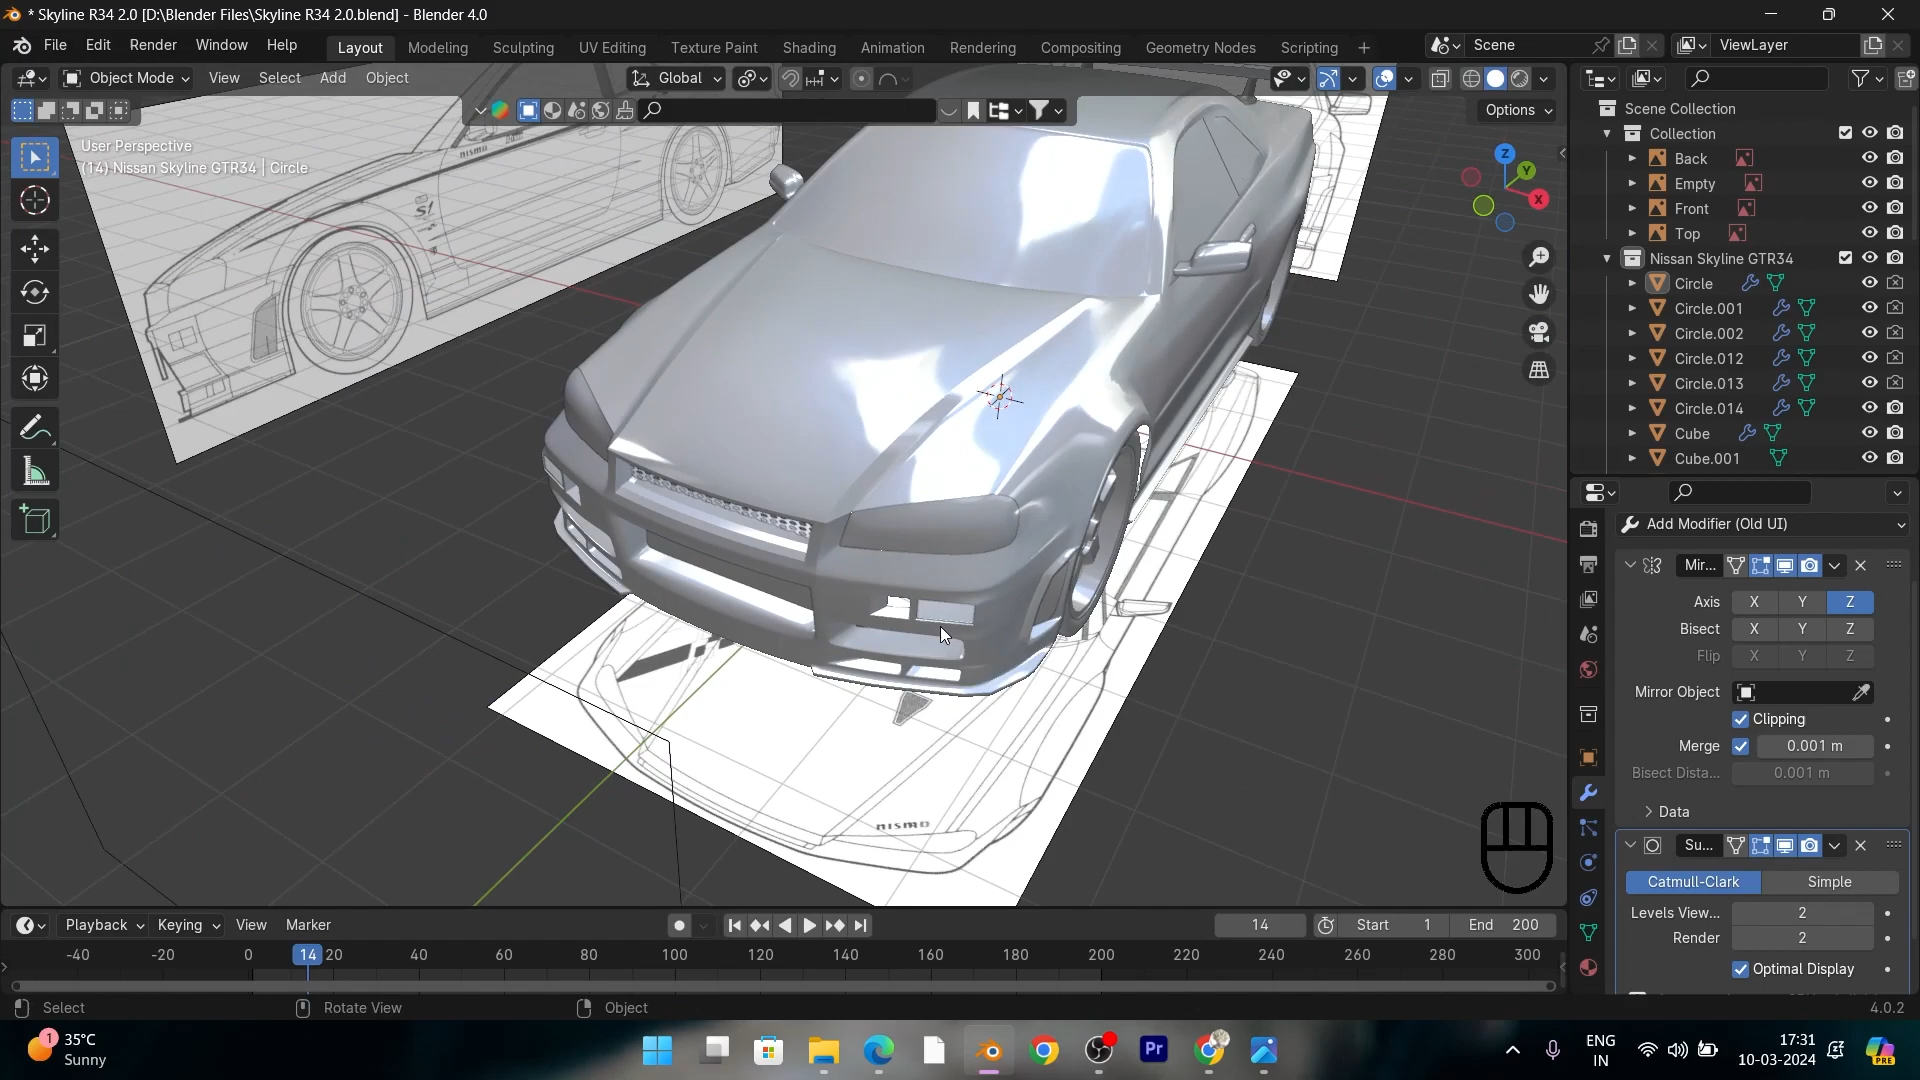 * Skyline R34 2.0 [D:\Blender Files\Skyline R34 2.0.blend] - Blender 4.0
File Edit Render Window Help Layout Modeling Sculpting UV Editing Texture Paint Shading Animation Rendering Compositing Geometry Nodes Scripting + Scene ViewLayer
Object Mode View Select Add Object Global
Options
User Perspective
(14) Nissan Skyline GTR34 | Circle
Z
Y
X
nismo
S1
nismo
Scene Collection
Collection
Back
Empty
Front
Top
Nissan Skyline GTR34
Circle
Circle.001
Circle.002
Circle.012
Circle.013
Circle.014
Cube
Cube.001
Add Modifier (Old UI)
Mir...
Axis X Y Z
Bisect X Y Z
Flip X Y Z
Mirror Object
Clipping
Merge 0.001 m
Bisect Dista... 0.001 m
Data
Su...
Catmull-Clark Simple
Levels View... 2
Render 2
Optimal Display
Playback Keying View Marker 14 Start 1 End 200
-40 -20 0 14 20 40 60 80 100 120 140 160 180 200 220 240 260 280 300
Select Rotate View Object 4.0.2
1 35°C
Sunny
Pr
ENG
IN
17:31
10-03-2024
PRE